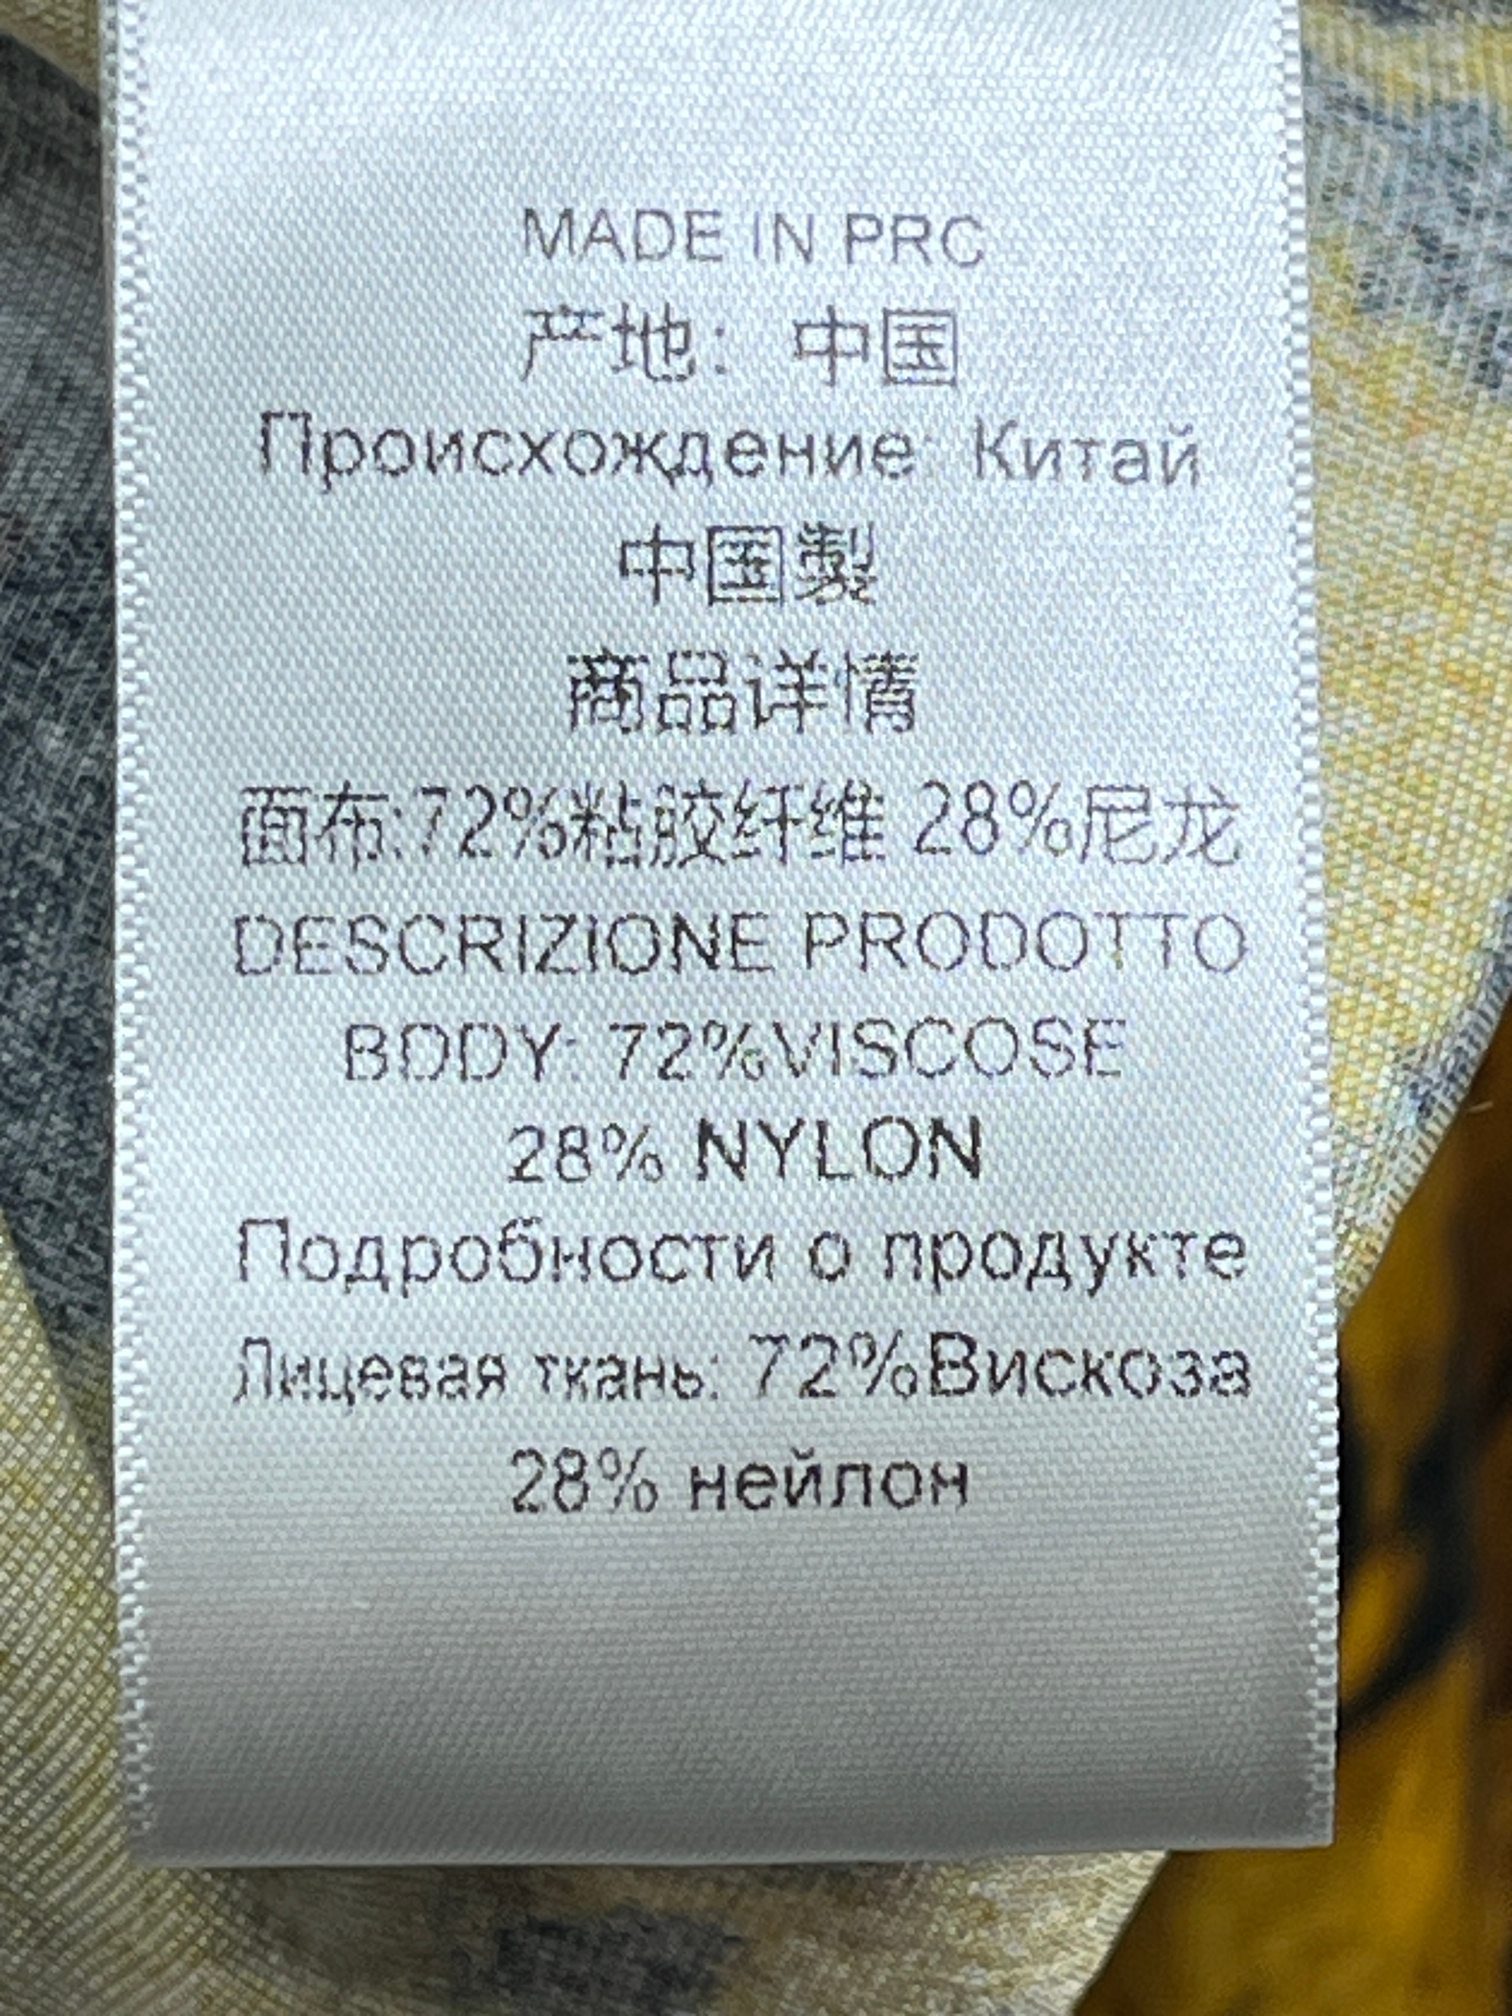 MADE IN PRC
产地：中国
Происхождение: Китай
中国製
商品详情
面布:72%粘胶纤维 28%尼龙
DESCRIZIONE PRODOTTO
BODY: 72%VISCOSE
28% NYLON
Подробности о продукте
Лицевая ткань: 72%Вискоза
28% нейлон